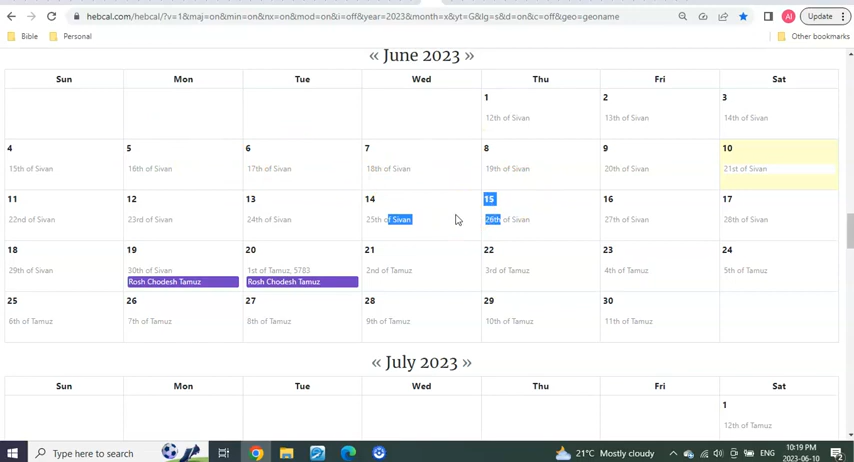 hebcal.com/hebcal/?v=1&maj=on&min=on&nx=on&mod=on&i=off&year=2023&month=x&yt=G&lg=s&d=on&c=off&geo=geoname
AI
Update
Bible
Personal
Other bookmarks
« June 2023 »
Sun Mon Tue Wed Thu Fri Sat
1 2 3
12th of Sivan 13th of Sivan 14th of Sivan
4 5 6 7 8 9 10
15th of Sivan 16th of Sivan 17th of Sivan 18th of Sivan 19th of Sivan 20th of Sivan 21st of Sivan
11 12 13 14 15 16 17
22nd of Sivan 23rd of Sivan 24th of Sivan 25th of Sivan 26th of Sivan 27th of Sivan 28th of Sivan
18 19 20 21 22 23 24
29th of Sivan 30th of Sivan 1st of Tamuz, 5783 2nd of Tamuz 3rd of Tamuz 4th of Tamuz 5th of Tamuz
Rosh Chodesh Tamuz Rosh Chodesh Tamuz
25 26 27 28 29 30
6th of Tamuz 7th of Tamuz 8th of Tamuz 9th of Tamuz 10th of Tamuz 11th of Tamuz
« July 2023 »
Sun Mon Tue Wed Thu Fri Sat
1
12th of Tamuz
Type here to search
21°C Mostly cloudy
ENG
10:19 PM
2023-06-10
2